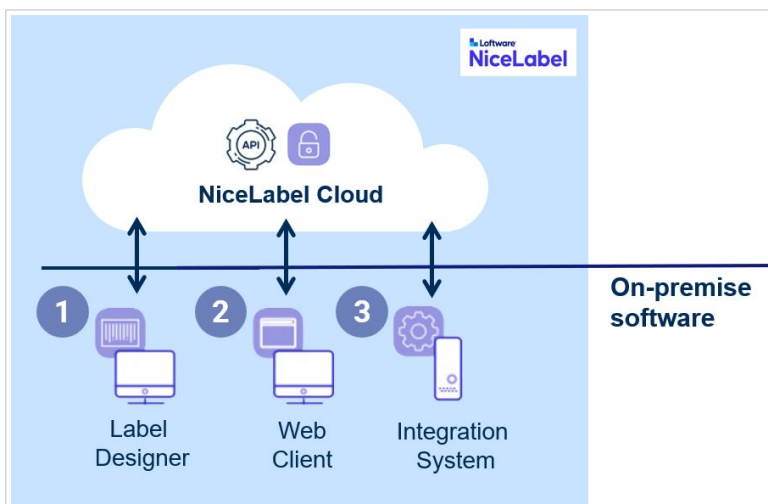 Loftware
NiceLabel
API
NiceLabel Cloud
On-premise
software
1
2
3
Label
Designer
Web
Client
Integration
System